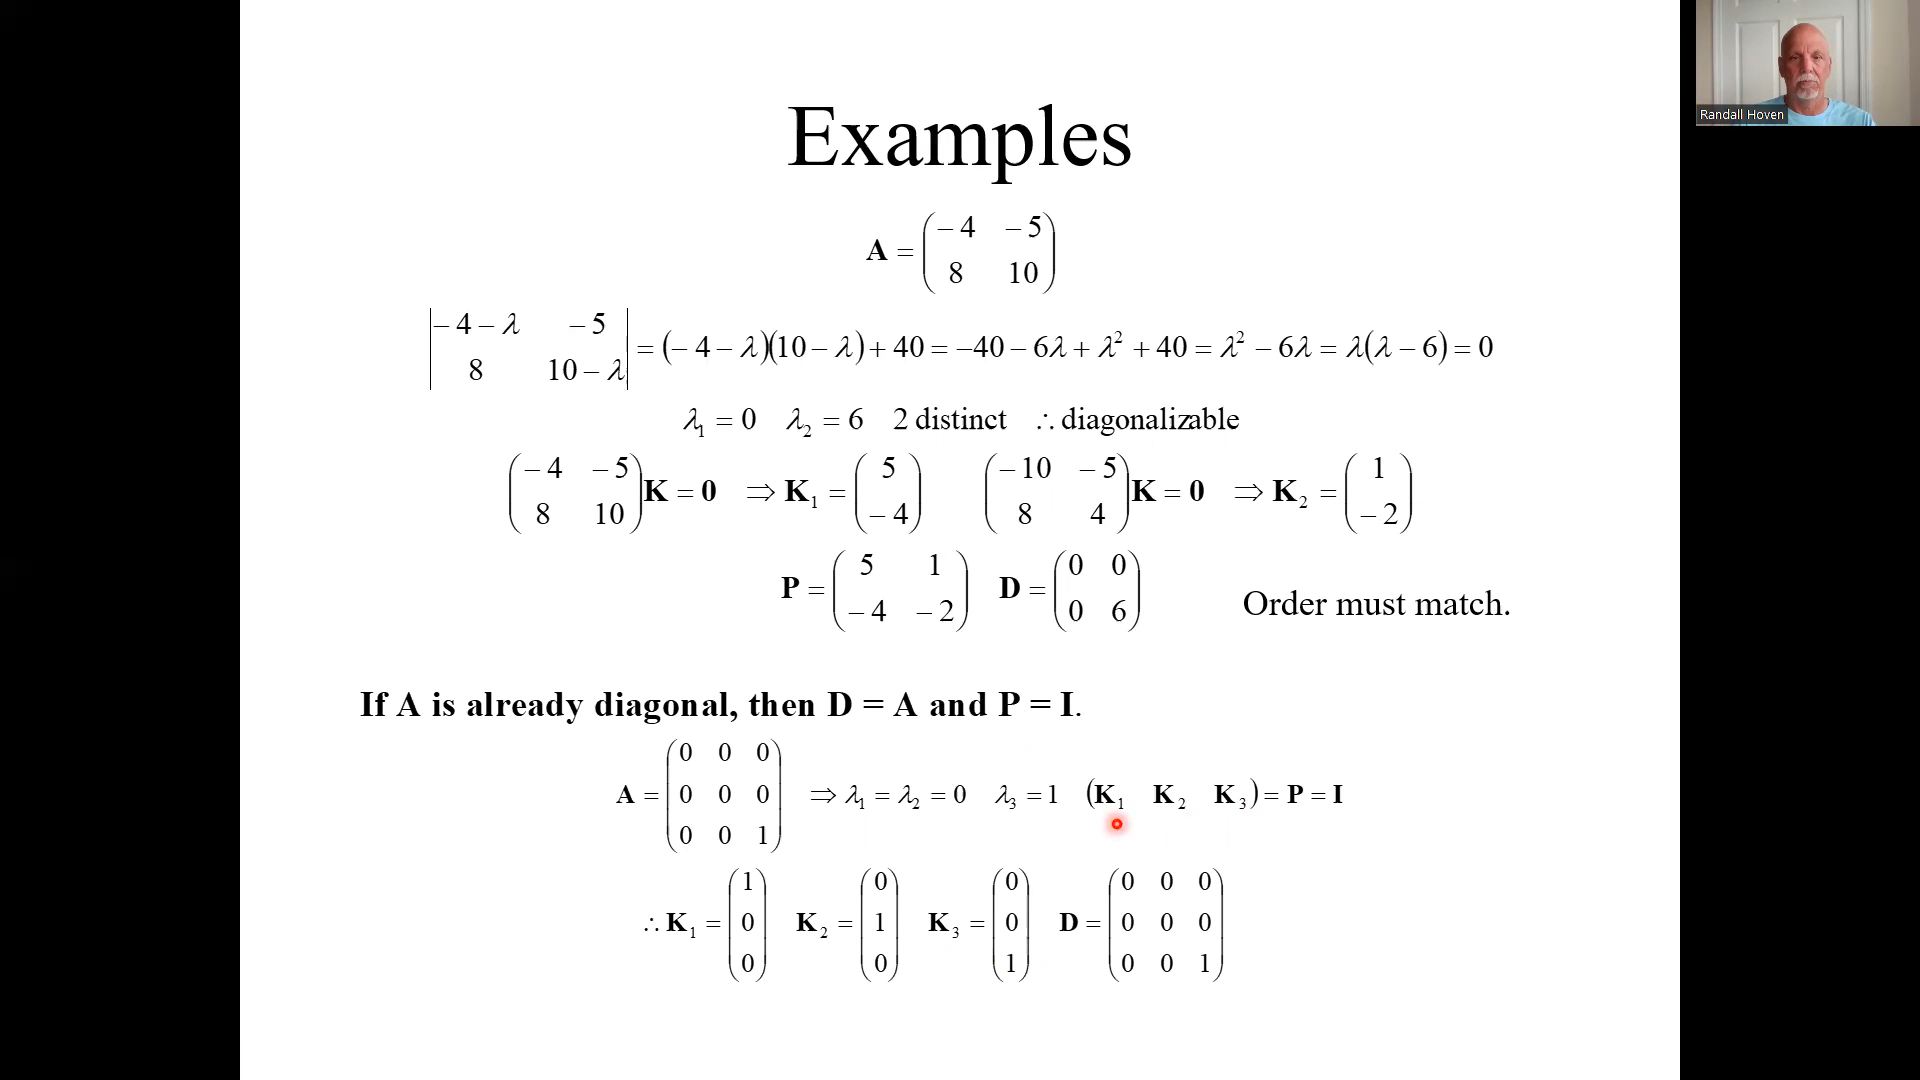 Examples
A = ( −4 −5 ; 8 10 )
| −4−λ −5 ; 8 10−λ | = (−4−λ)(10−λ)+40 = −40−6λ+λ²+40 = λ²−6λ = λ(λ−6) = 0
λ₁ = 0 λ₂ = 6 2 distinct ∴ diagonalizable
( −4 −5 ; 8 10 ) K = 0 ⇒ K₁ = ( 5 ; −4 ) ( −10 −5 ; 8 4 ) K = 0 ⇒ K₂ = ( 1 ; −2 )
P = ( 5 1 ; −4 −2 ) D = ( 0 0 ; 0 6 ) Order must match.
If A is already diagonal, then D = A and P = I.
A = ( 0 0 0 ; 0 0 0 ; 0 0 1 ) ⇒ λ₁ = λ₂ = 0 λ₃ = 1 (K₁ K₂ K₃) = P = I
∴ K₁ = ( 1 ; 0 ; 0 ) K₂ = ( 0 ; 1 ; 0 ) K₃ = ( 0 ; 0 ; 1 ) D = ( 0 0 0 ; 0 0 0 ; 0 0 1 )
Randall Hoven